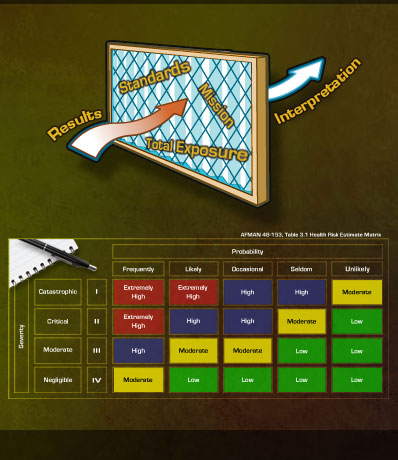 Standards
Mission
Results
Interpretation
Total Exposure
AFMAN 48-153, Table 3.1 Health Risk Estimate Matrix
Probability
Frequently Likely Occasional Seldom Unlikely
Severity
Catastrophic I Extremely High Extremely High High High Moderate
Critical II Extremely High High High Moderate Low
Moderate III High Moderate Moderate Low Low
Negligible IV Moderate Low Low Low Low